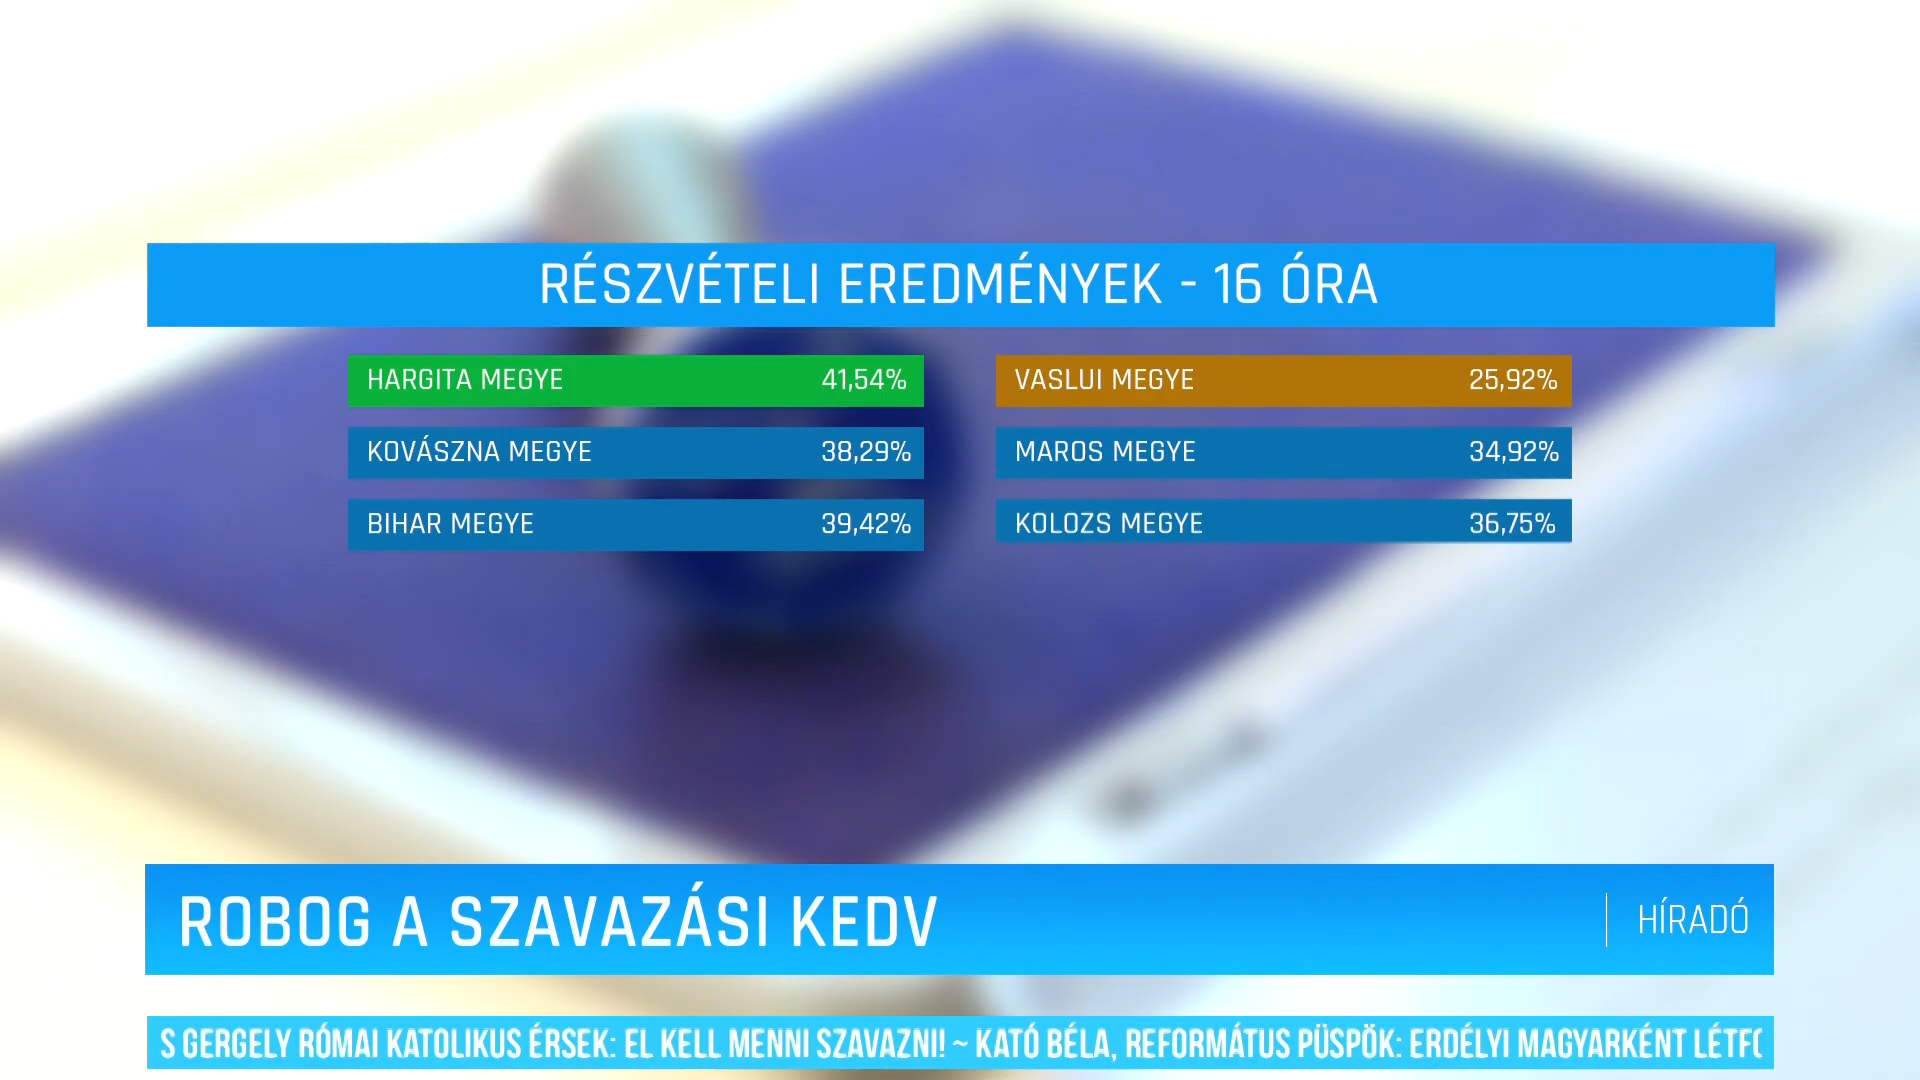 RÉSZVÉTELI EREDMÉNYEK - 16 ÓRA
HARGITA MEGYE 41,54%
KOVÁSZNA MEGYE 38,29%
BIHAR MEGYE 39,42%
VASLUI MEGYE 25,92%
MAROS MEGYE 34,92%
KOLOZS MEGYE 36,75%
ROBOG A SZAVAZÁSI KEDV
HÍRADÓ
S GERGELY RÓMAI KATOLIKUS ÉRSEK: EL KELL MENNI SZAVAZNI! ~ KATÓ BÉLA, REFORMÁTUS PÜSPÖK: ERDÉLYI MAGYARKÉNT